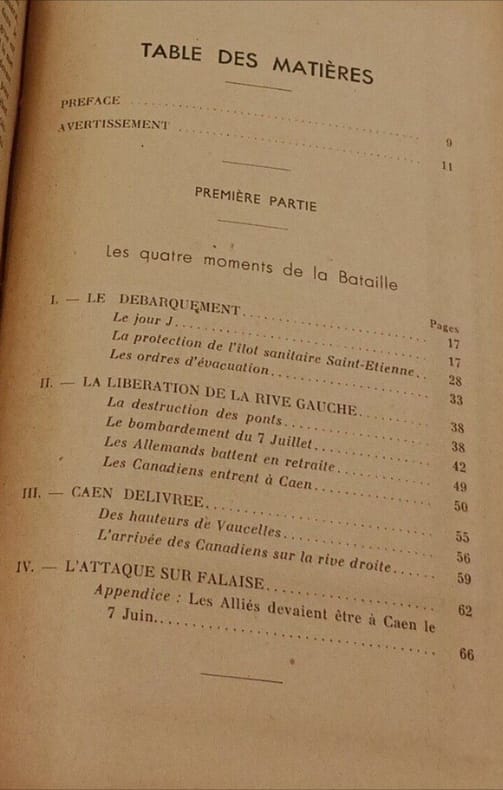 TABLE DES MATIÈRES
PREFACE ........ 9
AVERTISSEMENT ........ 11
PREMIÈRE PARTIE
Les quatre moments de la Bataille
Pages
I. — LE DEBARQUEMENT ........ 17
Le jour J ........ 17
La protection de l'îlot sanitaire Saint-Etienne .. 28
Les ordres d'évacuation ........ 33
II. — LA LIBERATION DE LA RIVE GAUCHE ........ 38
La destruction des ponts ........ 38
Le bombardement du 7 Juillet ........ 42
Les Allemands battent en retraite ........ 49
Les Canadiens entrent à Caen ........ 50
III. — CAEN DELIVREE ........ 55
Des hauteurs de Vaucelles ........ 56
L'arrivée des Canadiens sur la rive droite ...... 59
IV. — L'ATTAQUE SUR FALAISE ........ 62
Appendice : Les Alliés devaient être à Caen le
7 Juin ........ 66